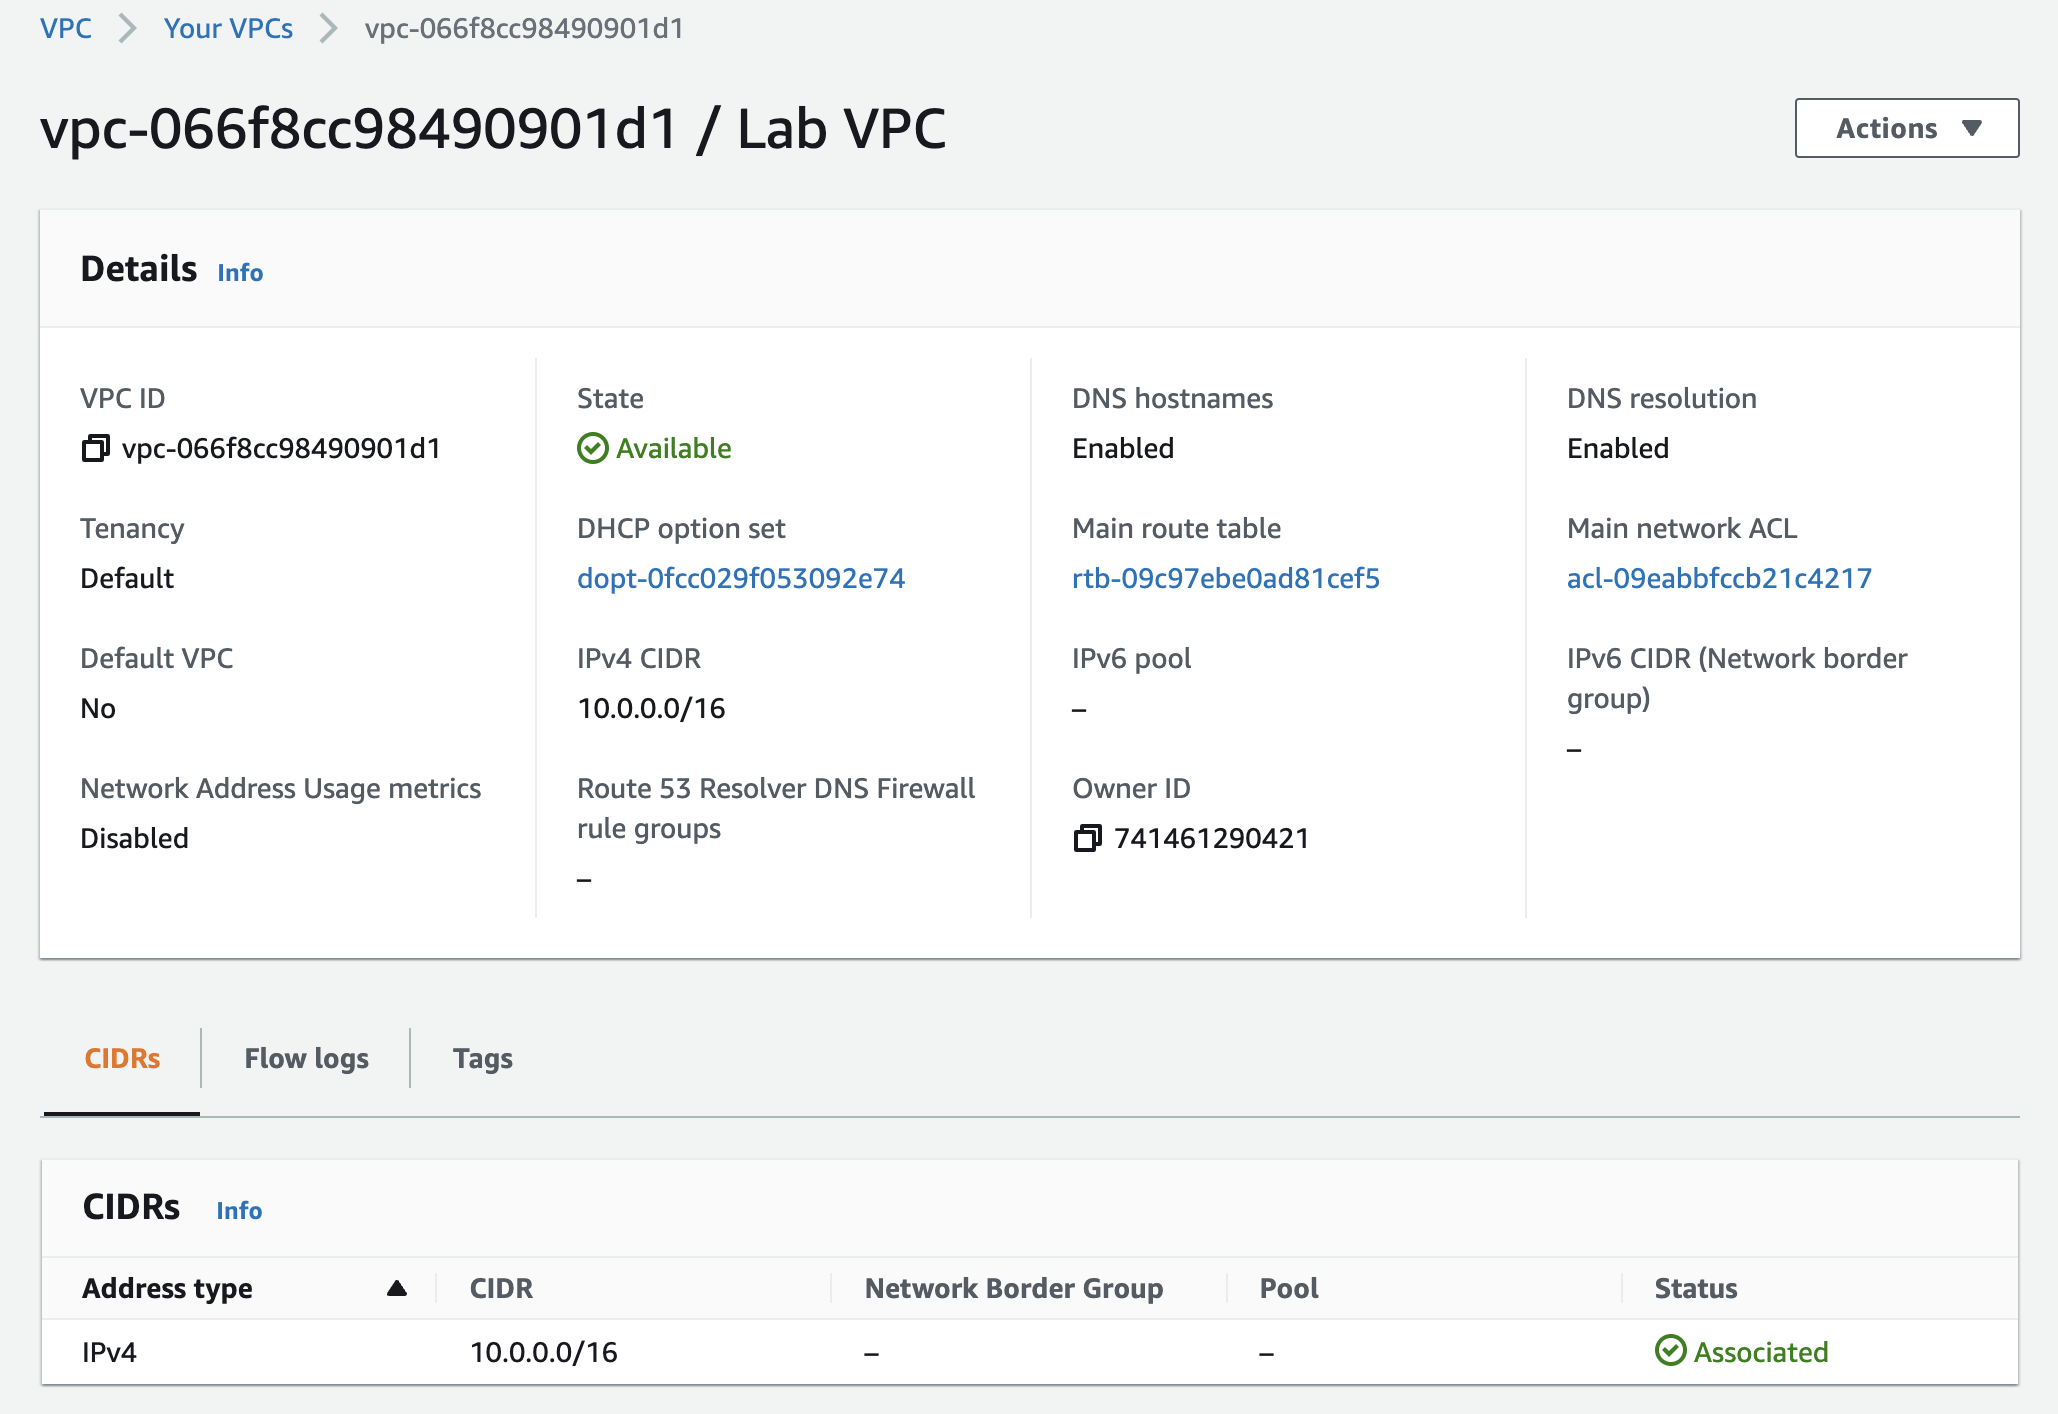 VPC > Your VPCs > vpc-066f8cc98490901d1
vpc-066f8cc98490901d1 / Lab VPC
Actions
Details Info
VPC ID
vpc-066f8cc98490901d1
State
Available
DNS hostnames
Enabled
DNS resolution
Enabled
Tenancy
Default
DHCP option set
dopt-0fcc029f053092e74
Main route table
rtb-09c97ebe0ad81cef5
Main network ACL
acl-09eabbfccb21c4217
Default VPC
No
IPv4 CIDR
10.0.0.0/16
IPv6 pool
–
IPv6 CIDR (Network border
group)
–
Network Address Usage metrics
Disabled
Route 53 Resolver DNS Firewall
rule groups
–
Owner ID
741461290421
CIDRs Flow logs Tags
CIDRs Info
Address type CIDR Network Border Group Pool Status
IPv4 10.0.0.0/16 – – Associated